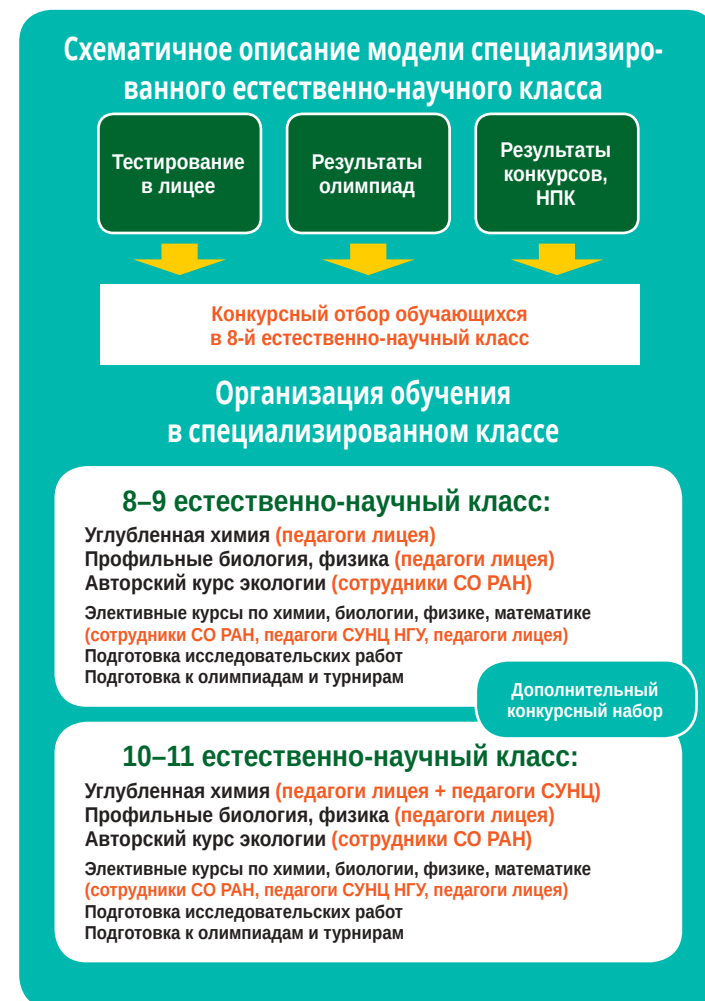 Схематичное описание модели специализиро-
ванного естественно-научного класса
Тестирование
в лицее
Результаты
олимпиад
Результаты
конкурсов,
НПК
Конкурсный отбор обучающихся
в 8-й естественно-научный класс
Организация обучения
в специализированном классе
8–9 естественно-научный класс:
Углубленная химия (педагоги лицея)
Профильные биология, физика (педагоги лицея)
Авторский курс экологии (сотрудники СО РАН)
Элективные курсы по химии, биологии, физике, математике
(сотрудники СО РАН, педагоги СУНЦ НГУ, педагоги лицея)
Подготовка исследовательских работ
Подготовка к олимпиадам и турнирам
Дополнительный
конкурсный набор
10–11 естественно-научный класс:
Углубленная химия (педагоги лицея + педагоги СУНЦ)
Профильные биология, физика (педагоги лицея)
Авторский курс экологии (сотрудники СО РАН)
Элективные курсы по химии, биологии, физике, математике
(сотрудники СО РАН, педагоги СУНЦ НГУ, педагоги лицея)
Подготовка исследовательских работ
Подготовка к олимпиадам и турнирам